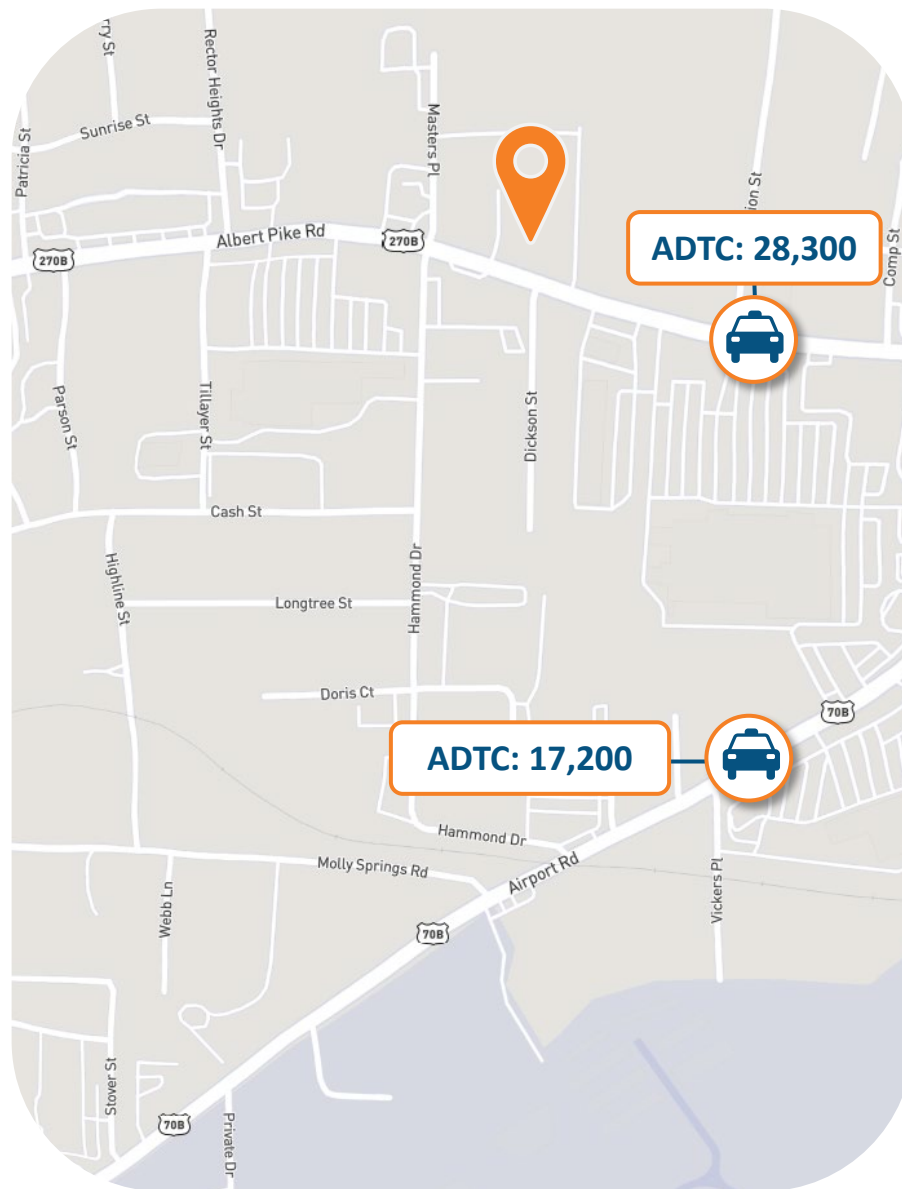 rry St
Rector Heights Dr
Sunrise St
Patricia St
Masters Pl
Albert Pike Rd
270B
270B
ion St
Comp St
ADTC: 28,300
Parson St
Tillayer St
Dickson St
Cash St
Highline St
Hammond Dr
Longtree St
Doris Ct
70B
ADTC: 17,200
Hammond Dr
Molly Springs Rd
Airport Rd
Webb Ln
Vickers Pl
70B
Stover St
70B
Private Dr